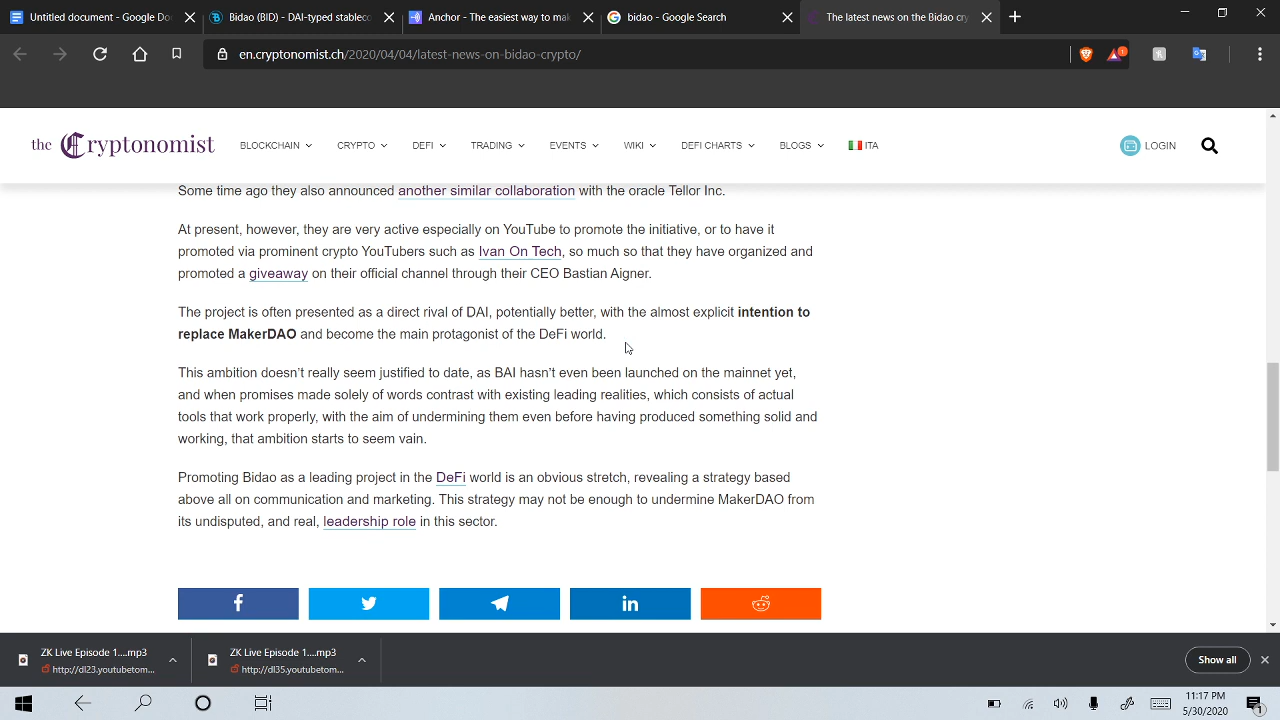 Untitled document - Google Do
Bidao (BID) - DAI-typed stablecc
Anchor - The easiest way to mak
bidao - Google Search
The latest news on the Bidao cry
en.cryptonomist.ch/2020/04/04/latest-news-on-bidao-crypto/
1
the Cryptonomist
BLOCKCHAIN
CRYPTO
DEFI
TRADING
EVENTS
WIKI
DEFI CHARTS
BLOGS
ITA
LOGIN
Some time ago they also announced another similar collaboration with the oracle Tellor Inc.
At present, however, they are very active especially on YouTube to promote the initiative, or to have it
promoted via prominent crypto YouTubers such as Ivan On Tech, so much so that they have organized and
promoted a giveaway on their official channel through their CEO Bastian Aigner.
The project is often presented as a direct rival of DAI, potentially better, with the almost explicit intention to
replace MakerDAO and become the main protagonist of the DeFi world.
This ambition doesn't really seem justified to date, as BAI hasn't even been launched on the mainnet yet,
and when promises made solely of words contrast with existing leading realities, which consists of actual
tools that work properly, with the aim of undermining them even before having produced something solid and
working, that ambition starts to seem vain.
Promoting Bidao as a leading project in the DeFi world is an obvious stretch, revealing a strategy based
above all on communication and marketing. This strategy may not be enough to undermine MakerDAO from
its undisputed, and real, leadership role in this sector.
ZK Live Episode 1....mp3
http://dl23.youtubetom...
ZK Live Episode 1....mp3
http://dl35.youtubetom...
Show all
11:17 PM
5/30/2020
1